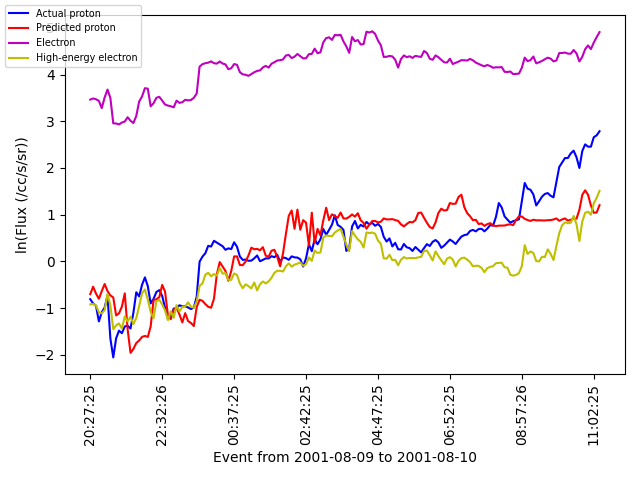 Actual proton
Predicted proton
Electron
High-energy electron
ln(Flux (/cc/s/sr))
4
3
2
1
0
−1
−2
20:27:25
22:32:26
00:37:25
02:42:25
04:47:25
06:52:25
08:57:26
11:02:25
Event from 2001-08-09 to 2001-08-10